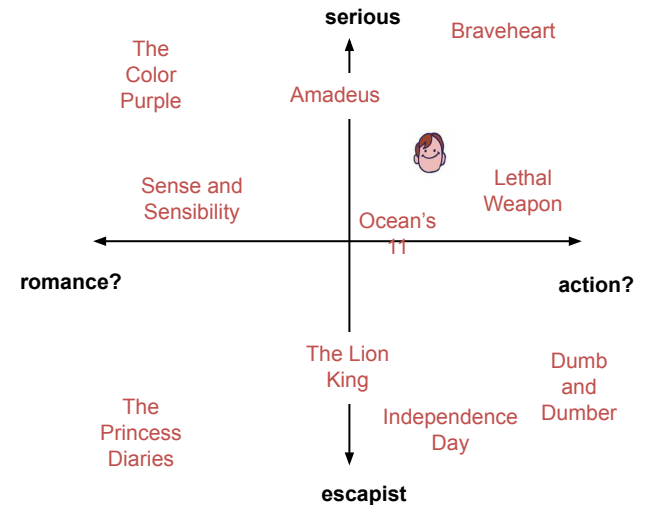 serious
Braveheart
The
Color
Purple
Amadeus
Sense and
Sensibility
Lethal
Weapon
Ocean's
11
romance?
action?
The Lion
King
Dumb
and
Dumber
The
Princess
Diaries
Independence
Day
escapist